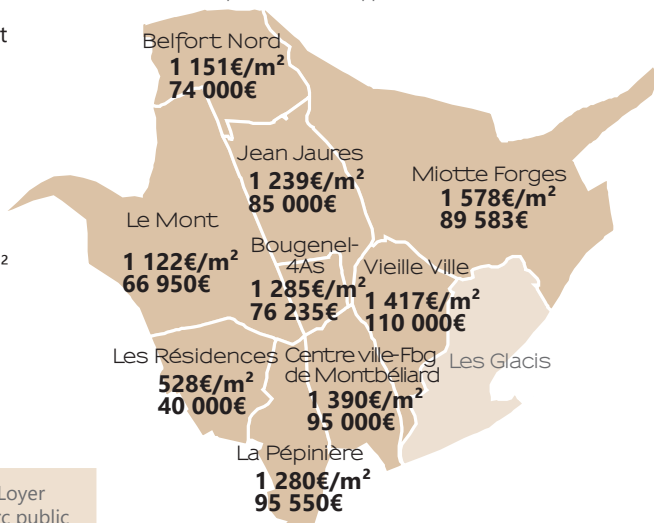 t
Belfort Nord
1 151€/m²
74 000€
Jean Jaures
1 239€/m²
85 000€
Miotte Forges
1 578€/m²
89 583€
Le Mont
1 122€/m²
66 950€
²
Bougenel-
4As
1 285€/m²
76 235€
Vieille Ville
1 417€/m²
110 000€
Les Résidences
528€/m²
40 000€
Centre ville-Fbg
de Montbéliard
1 390€/m²
95 000€
Les Glacis
La Pépinière
1 280€/m²
95 550€
Loyer
c public